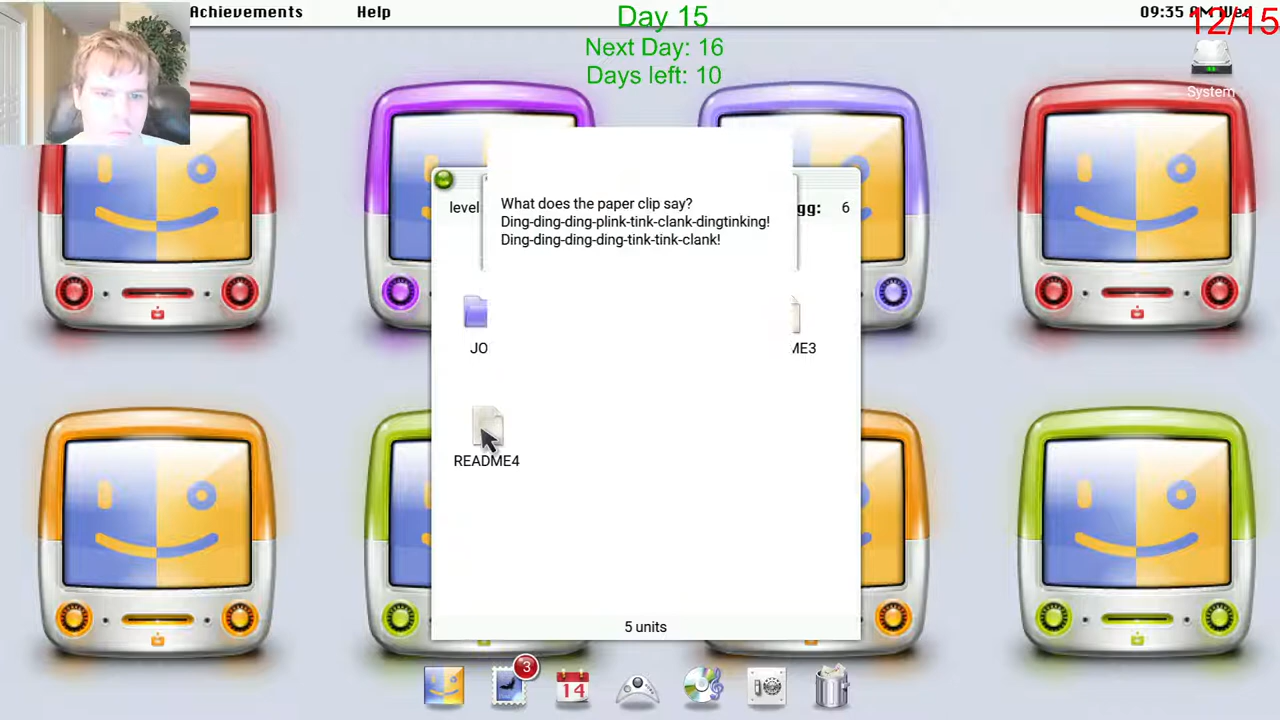 Achievements
Help
Day 15
Next Day: 16
Days left: 10
09:35 AM Wed
12/15
System
level
gg: 6
What does the paper clip say?
Ding-ding-ding-plink-tink-clank-dingtinking!
Ding-ding-ding-ding-tink-tink-clank!
JO
ME3
README4
5 units
3
14